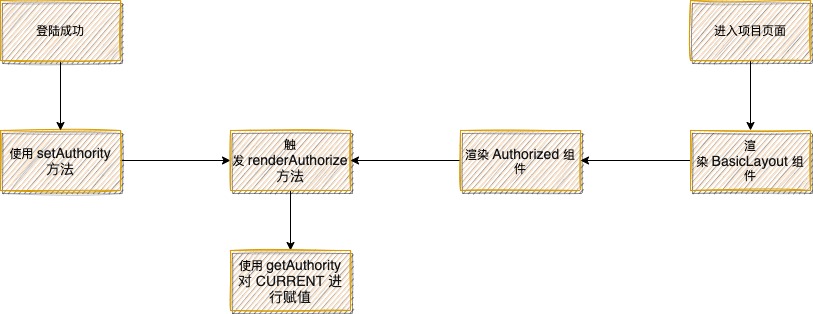 登陆成功
进入项目页面
使用 setAuthority
方法
触
发 renderAuthorize
方法
渲染 Authorized 组
件
渲
染 BasicLayout 组
件
使用 getAuthority
对 CURRENT 进
行赋值